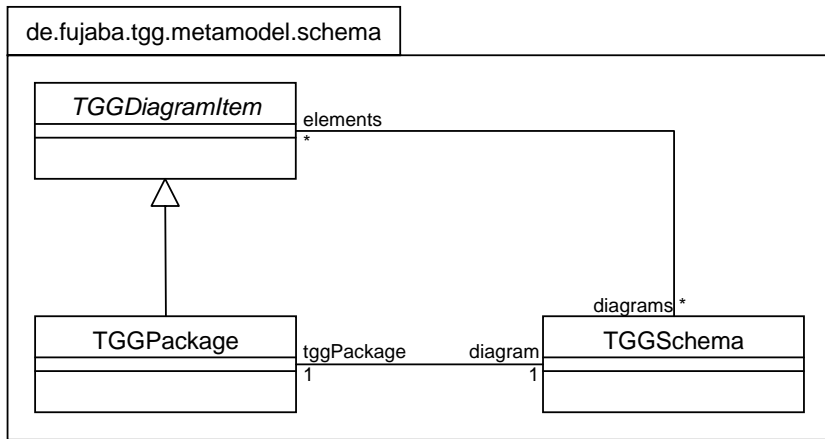 de.fujaba.tgg.metamodel.schema
TGGDiagramItem
elements
*
diagrams *
TGGPackage
tggPackage
1
diagram
1
TGGSchema